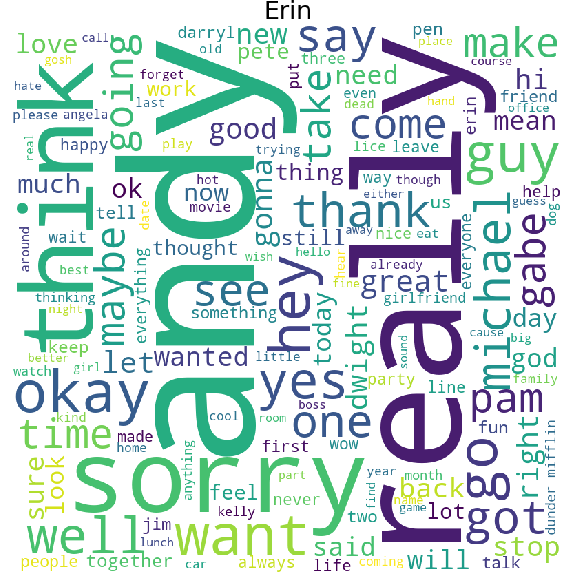 Erin
love call darryl new say pen place make
gosh old pete three course
hate think going forget put need hi friend office
please angela last work good take come even dead hand erin mean
real happy play trying lice leave guy
much ok hot now thing way though us help
tell movie gonna thank either guess dog
around wait date thought still away nice eat everyone
maybe andy wish hello already really michael gabe
best everything see hey hear fine great
thinking something today girlfriend day
night keep let wanted little dwight sound cause big god
watch better girl party family
okay kind cool yes boss line pam fun
time made home room one wow right
sorry first
sure look anything feel part never year month back go got dunder mifflin
kelly two find name game lot
well jim want said will stop
people together lunch car always life coming talk